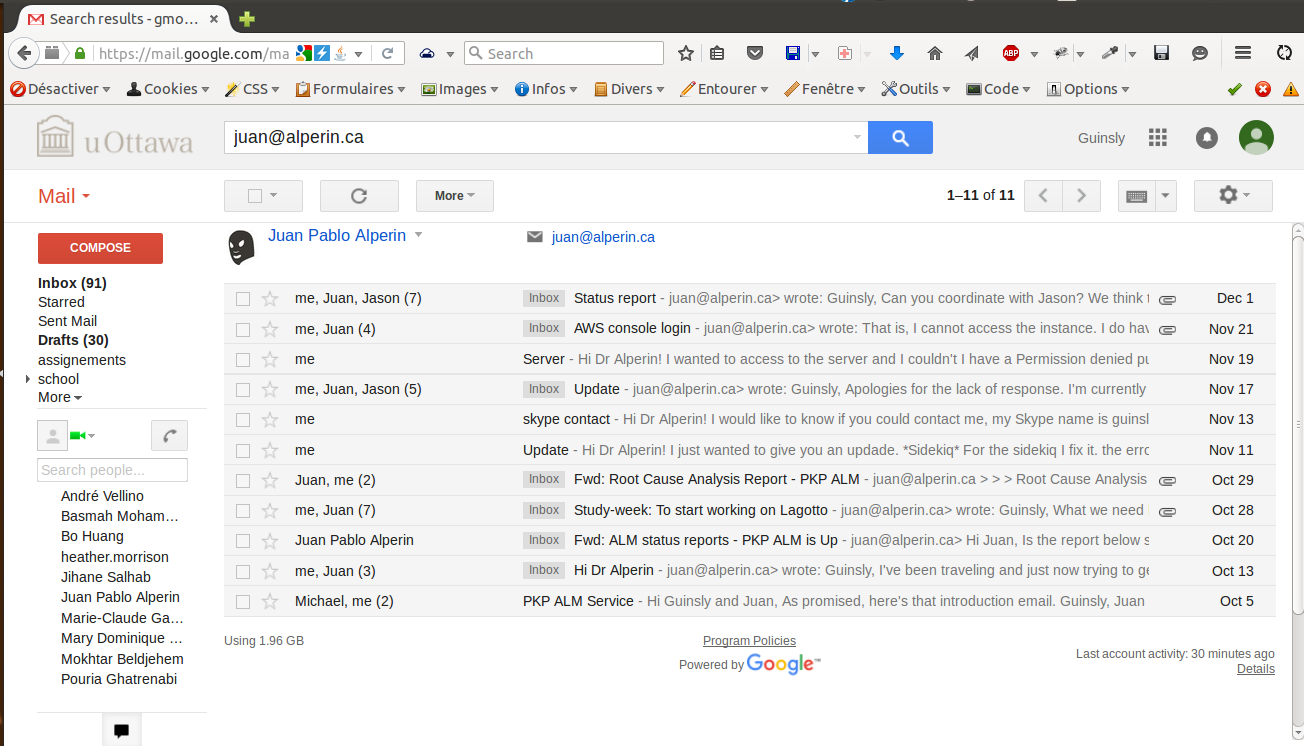 Search results - gmo...
https://mail.google.com/ma
Search
ABP
Désactiver Cookies CSS Formulaires Images Infos Divers Entourer Fenêtre Outils Code Options
uOttawa
juan@alperin.ca
Guinsly
Mail
More
1–11 of 11
COMPOSE
Inbox (91)
Starred
Sent Mail
Drafts (30)
assignements
school
More
Search people...
André Vellino
Basmah Moham…
Bo Huang
heather.morrison
Jihane Salhab
Juan Pablo Alperin
Marie-Claude Ga…
Mary Dominique …
Mokhtar Beldjehem
Pouria Ghatrenabi
Juan Pablo Alperin juan@alperin.ca
me, Juan, Jason (7) Inbox Status report - juan@alperin.ca> wrote: Guinsly, Can you coordinate with Jason? We think Dec 1
me, Juan (4) Inbox AWS console login - juan@alperin.ca> wrote: That is, I cannot access the instance. I do hav Nov 21
me Server - Hi Dr Alperin! I wanted to access to the server and I couldn't I have a Permission denied pu Nov 19
me, Juan, Jason (5) Inbox Update - juan@alperin.ca> wrote: Guinsly, Apologies for the lack of response. I'm currently Nov 17
me skype contact - Hi Dr Alperin! I would like to know if you could contact me, my Skype name is guinsl Nov 13
me Update - Hi Dr Alperin! I just wanted to give you an updade. *Sidekiq* For the sidekiq I fix it. the erro Nov 11
Juan, me (2) Inbox Fwd: Root Cause Analysis Report - PKP ALM - juan@alperin.ca > > > Root Cause Analysis Oct 29
me, Juan (7) Inbox Study-week: To start working on Lagotto - juan@alperin.ca> wrote: Guinsly, What we need Oct 28
Juan Pablo Alperin Inbox Fwd: ALM status reports - PKP ALM is Up - juan@alperin.ca> Hi Juan, Is the report below s Oct 20
me, Juan (3) Inbox Hi Dr Alperin - juan@alperin.ca> wrote: Guinsly, I've been traveling and just now trying to ge Oct 13
Michael, me (2) PKP ALM Service - Hi Guinsly and Juan, As promised, here's that introduction email. Guinsly, Juan Oct 5
Using 1.96 GB
Program Policies
Powered by Google™
Last account activity: 30 minutes ago
Details